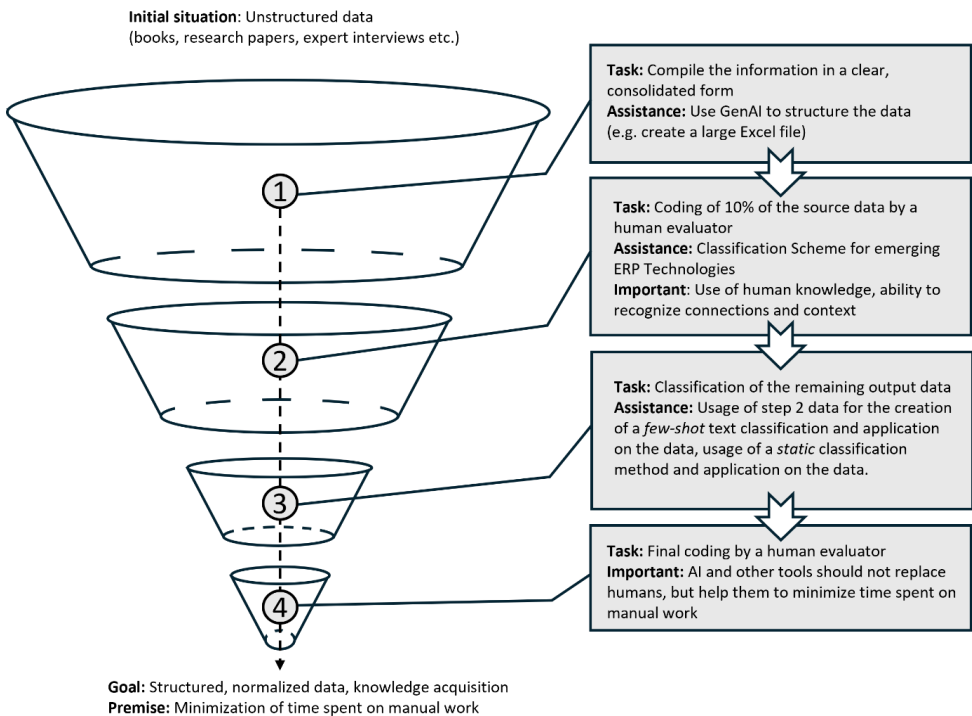 Initial situation: Unstructured data
(books, research papers, expert interviews etc.)
1
Task: Compile the information in a clear,
consolidated form
Assistance: Use GenAI to structure the data
(e.g. create a large Excel file)
2
Task: Coding of 10% of the source data by a
human evaluator
Assistance: Classification Scheme for emerging
ERP Technologies
Important: Use of human knowledge, ability to
recognize connections and context
3
Task: Classification of the remaining output data
Assistance: Usage of step 2 data for the creation
of a few-shot text classification and application
on the data, usage of a static classification
method and application on the data.
4
Task: Final coding by a human evaluator
Important: AI and other tools should not replace
humans, but help them to minimize time spent on
manual work
Goal: Structured, normalized data, knowledge acquisition
Premise: Minimization of time spent on manual work